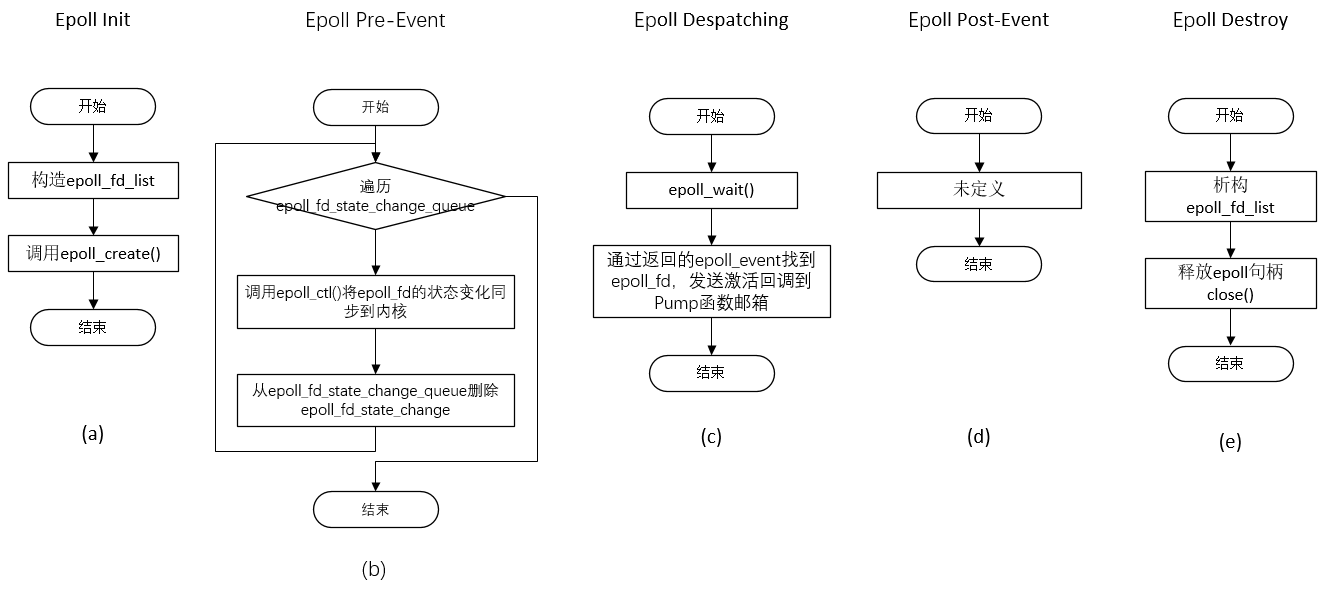 Epoll Init
开始
构造epoll_fd_list
调用epoll_create()
结束
(a)
Epoll Pre-Event
开始
遍历
epoll_fd_state_change_queue
调用epoll_ctl()将epoll_fd的状态变化同
步到内核
从epoll_fd_state_change_queue删除
epoll_fd_state_change
结束
(b)
Epoll Despatching
开始
epoll_wait()
通过返回的epoll_event找到
epoll_fd，发送激活回调到
Pump函数邮箱
结束
(c)
Epoll Post-Event
开始
未定义
结束
(d)
Epoll Destroy
开始
析构
epoll_fd_list
释放epoll句柄
close()
结束
(e)